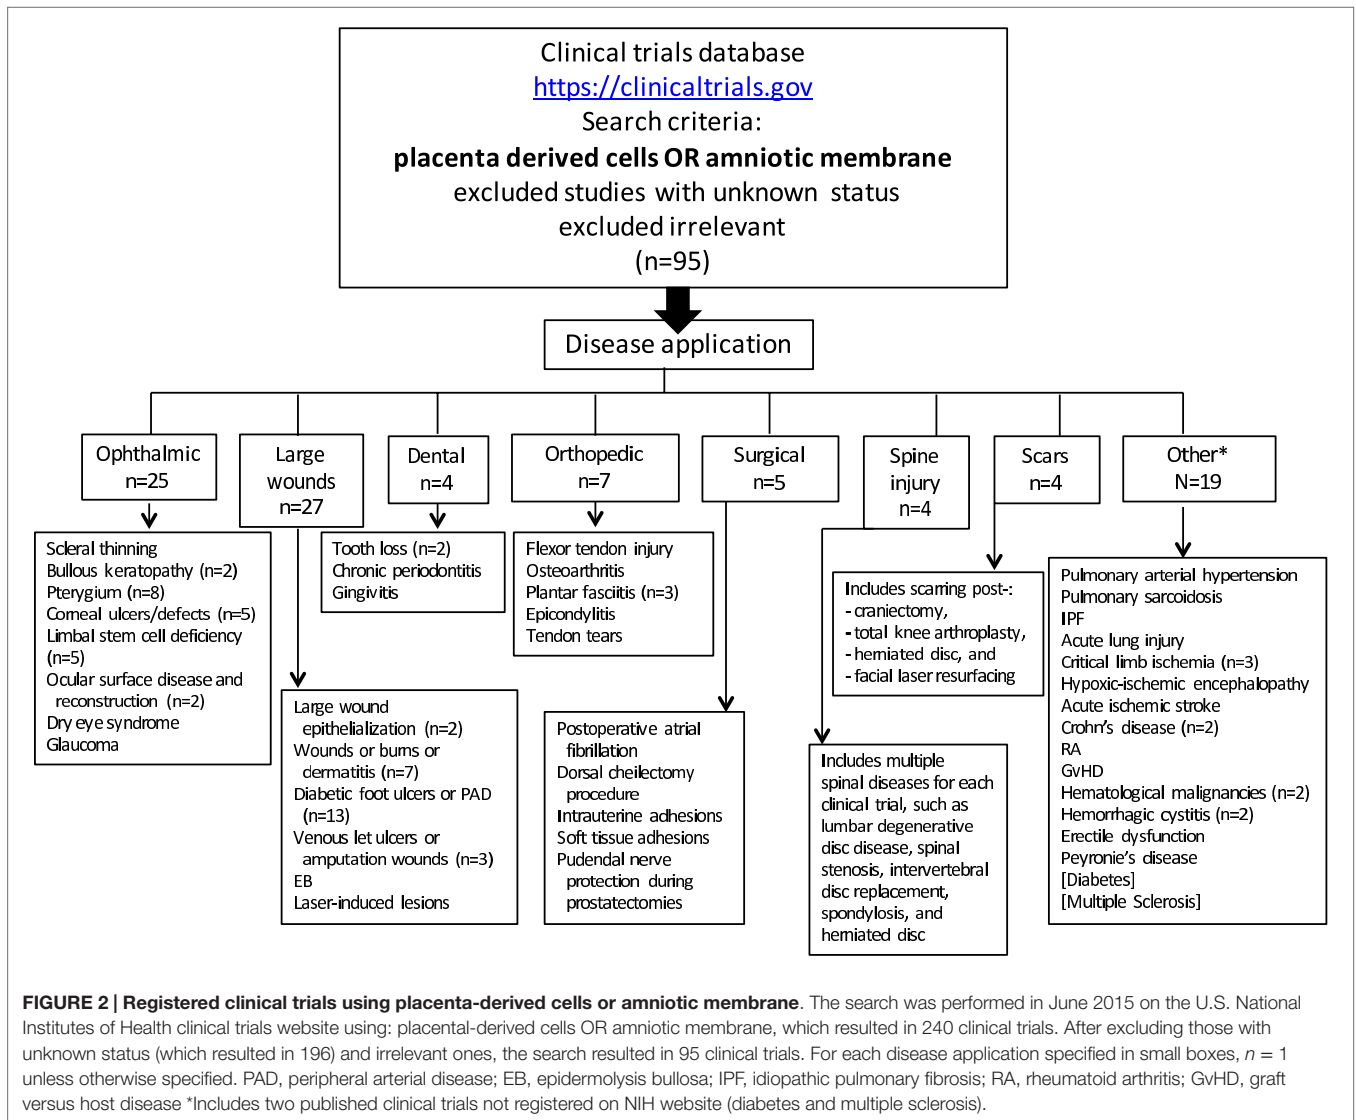 Clinical trials database
https://clinicaltrials.gov
Search criteria:
placenta derived cells OR amniotic membrane
excluded studies with unknown status
excluded irrelevant
(n=95)
Disease application
Ophthalmic
n=25
Large
wounds
n=27
Dental
n=4
Orthopedic
n=7
Surgical
n=5
Spine
injury
n=4
Scars
n=4
Other*
N=19
Scleral thinning
Bullous keratopathy (n=2)
Pterygium (n=8)
Corneal ulcers/defects (n=5)
Limbal stem cell deficiency
(n=5)
Ocular surface disease and
reconstruction (n=2)
Dry eye syndrome
Glaucoma
Large wound
epithelialization (n=2)
Wounds or burns or
dermatitis (n=7)
Diabetic foot ulcers or PAD
(n=13)
Venous let ulcers or
amputation wounds (n=3)
EB
Laser-induced lesions
Tooth loss (n=2)
Chronic periodontitis
Gingivitis
Flexor tendon injury
Osteoarthritis
Plantar fasciitis (n=3)
Epicondylitis
Tendon tears
Postoperative atrial
fibrillation
Dorsal cheilectomy
procedure
Intrauterine adhesions
Soft tissue adhesions
Pudendal nerve
protection during
prostatectomies
Includes multiple
spinal diseases for each
clinical trial, such as
lumbar degenerative
disc disease, spinal
stenosis, intervertebral
disc replacement,
spondylosis, and
herniated disc
Includes scarring post-:
- craniectomy,
- total knee arthroplasty,
- herniated disc, and
- facial laser resurfacing
Pulmonary arterial hypertension
Pulmonary sarcoidosis
IPF
Acute lung injury
Critical limb ischemia (n=3)
Hypoxic-ischemic encephalopathy
Acute ischemic stroke
Crohn's disease (n=2)
RA
GvHD
Hematological malignancies (n=2)
Hemorrhagic cystitis (n=2)
Erectile dysfunction
Peyronie's disease
[Diabetes]
[Multiple Sclerosis]
FIGURE 2 | Registered clinical trials using placenta-derived cells or amniotic membrane. The search was performed in June 2015 on the U.S. National
Institutes of Health clinical trials website using: placental-derived cells OR amniotic membrane, which resulted in 240 clinical trials. After excluding those with
unknown status (which resulted in 196) and irrelevant ones, the search resulted in 95 clinical trials. For each disease application specified in small boxes, n = 1
unless otherwise specified. PAD, peripheral arterial disease; EB, epidermolysis bullosa; IPF, idiopathic pulmonary fibrosis; RA, rheumatoid arthritis; GvHD, graft
versus host disease *Includes two published clinical trials not registered on NIH website (diabetes and multiple sclerosis).